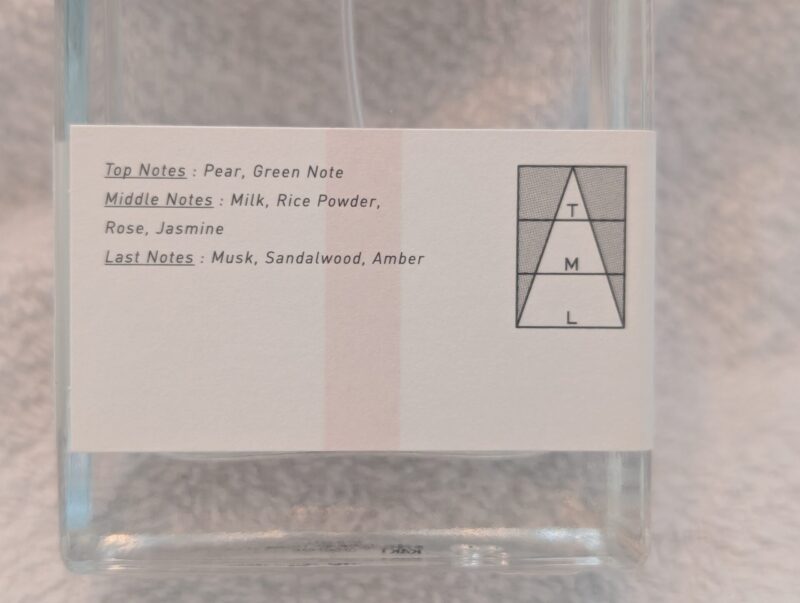 Top Notes : Pear, Green Note
Middle Notes : Milk, Rice Powder,
Rose, Jasmine
Last Notes : Musk, Sandalwood, Amber
T
M
L